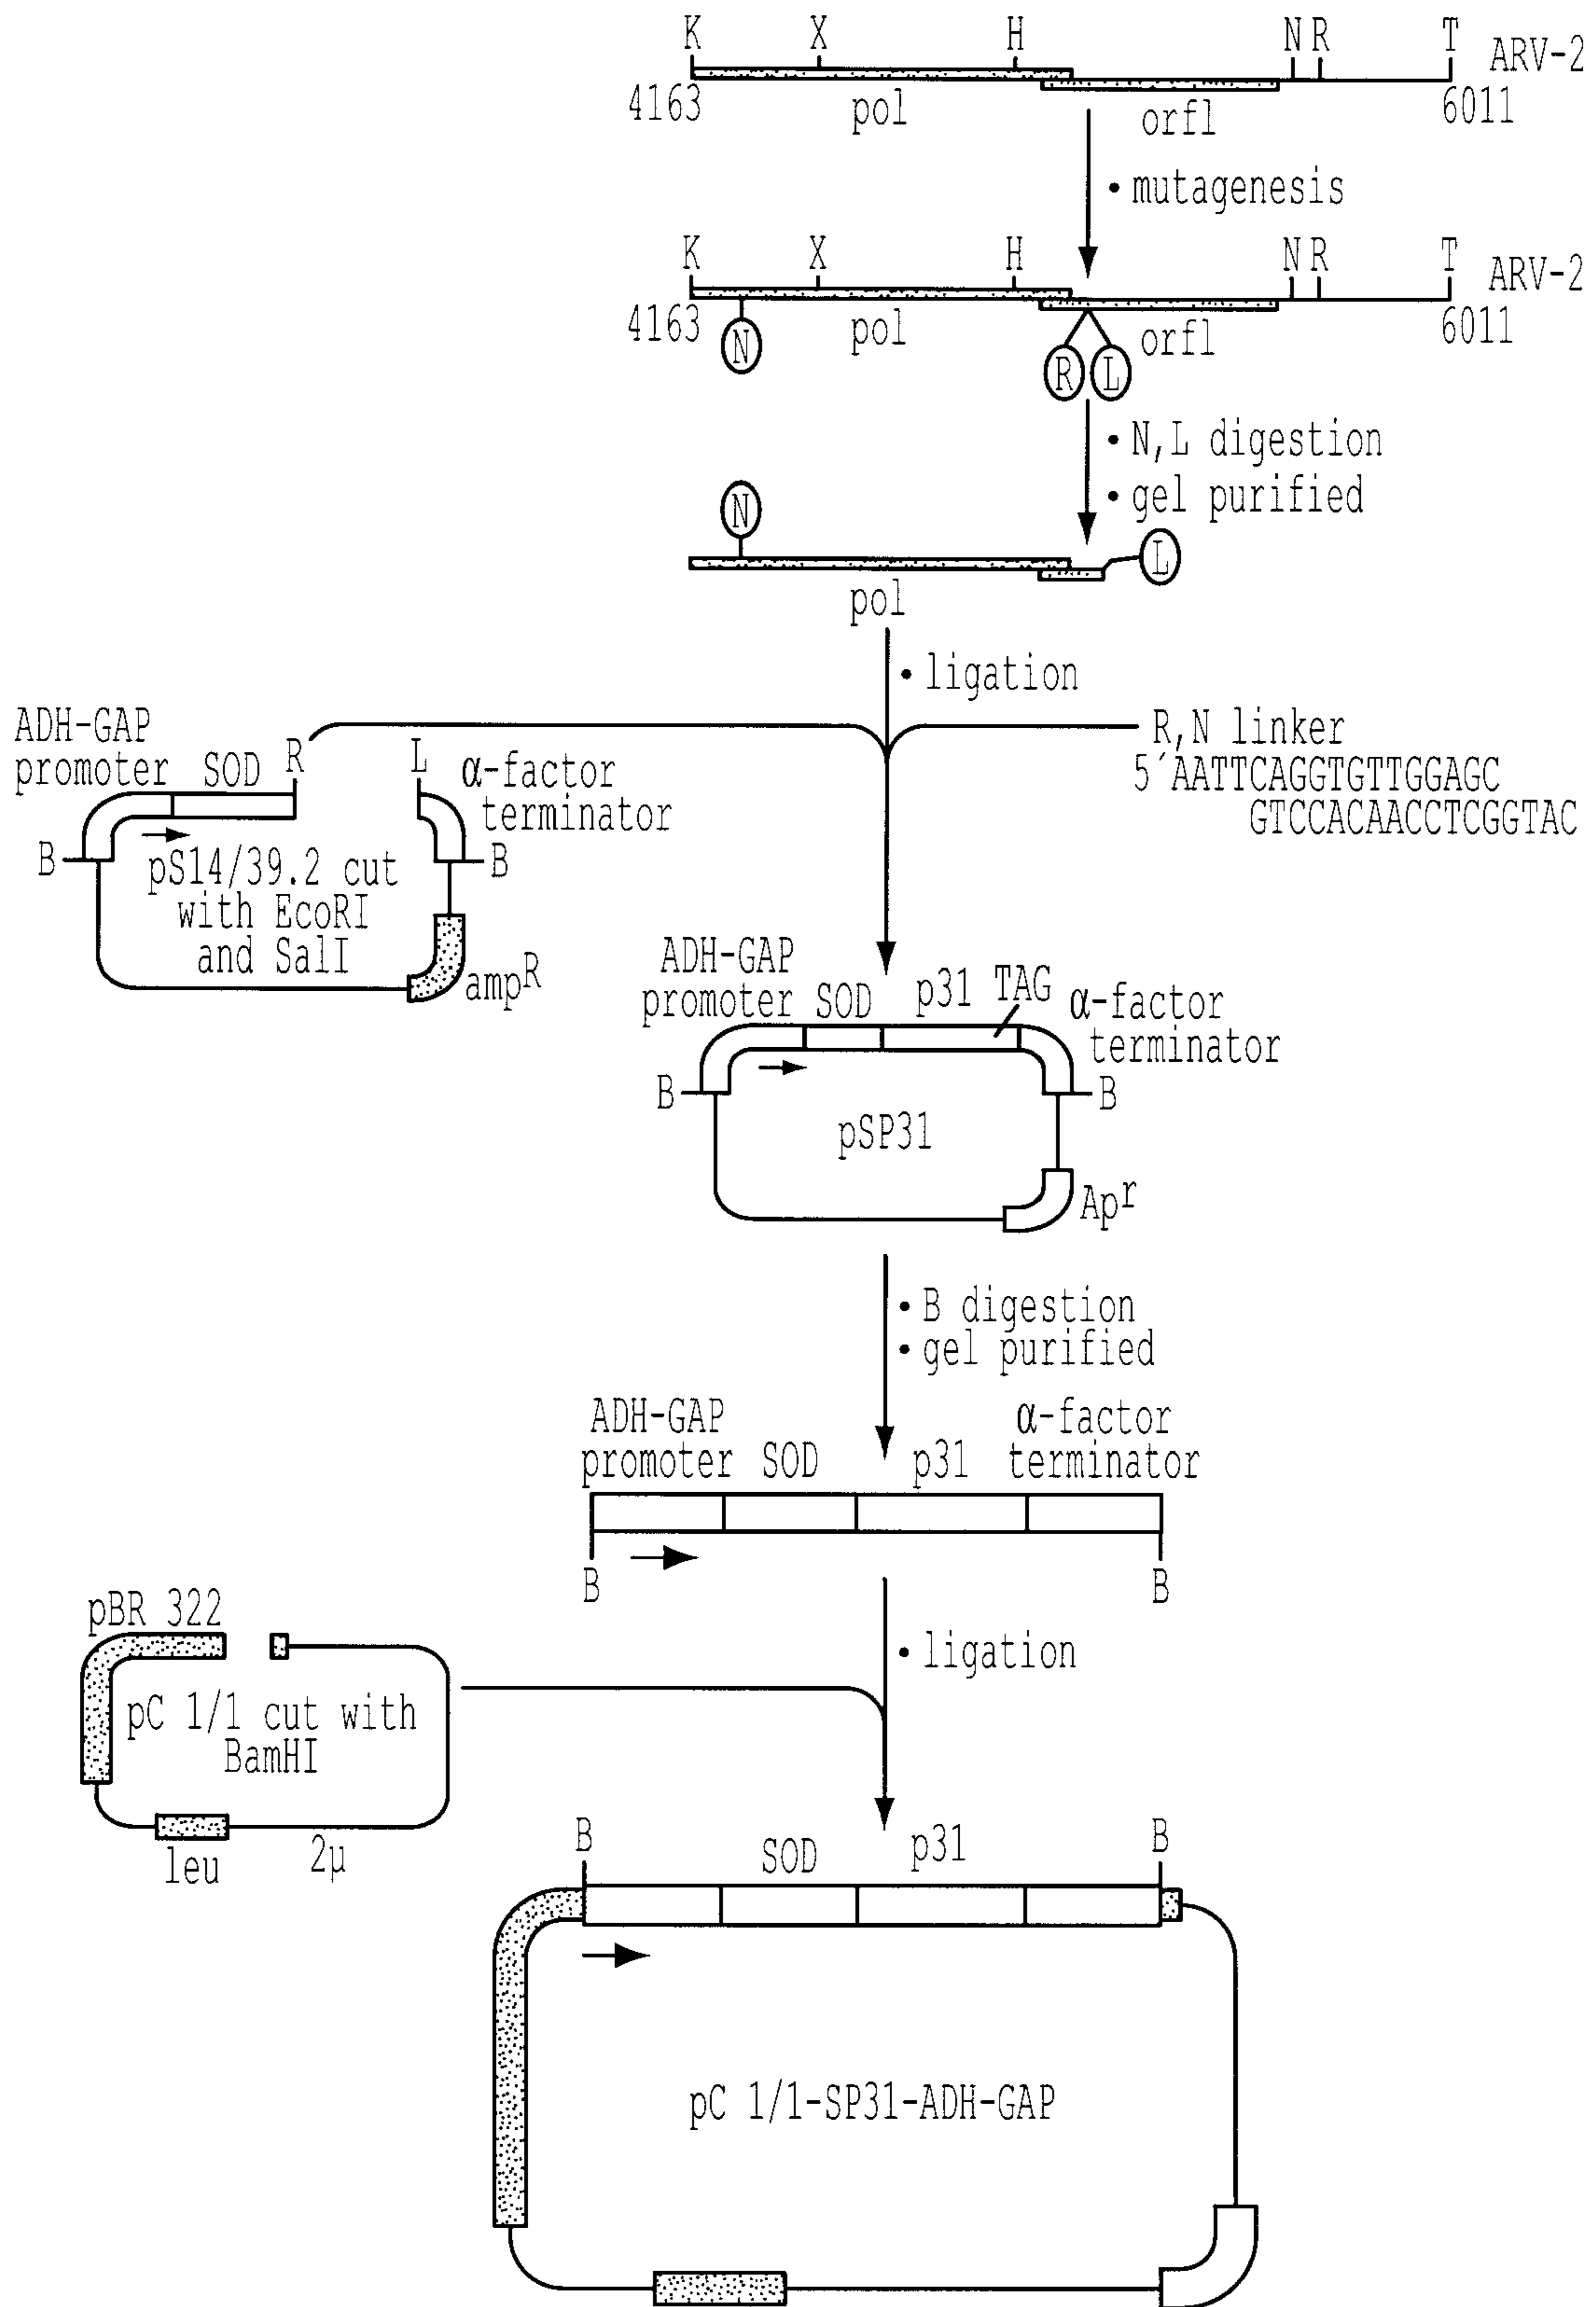 K X H N R T ARV-2
4163 pol orfl 6011
• mutagenesis
K X H N R T ARV-2
4163 pol orfl 6011
N R L
• N,L digestion
• gel purified
N
L
pol
• ligation
ADH-GAP
promoter SOD R L α-factor
terminator
R,N linker
5´AATTCAGGTGTTGGAGC
GTCCACAACCTCGGTAC
B B
pS14/39.2 cut
with EcoRI
and SalI
ampR
ADH-GAP
promoter SOD p31 TAG α-factor
terminator
B B
pSP31
Apr
• B digestion
• gel purified
ADH-GAP
promoter SOD p31 α-factor
terminator
B B
pBR 322
• ligation
pC 1/1 cut with
BamHI
leu 2μ
B SOD p31 B
pC 1/1-SP31-ADH-GAP